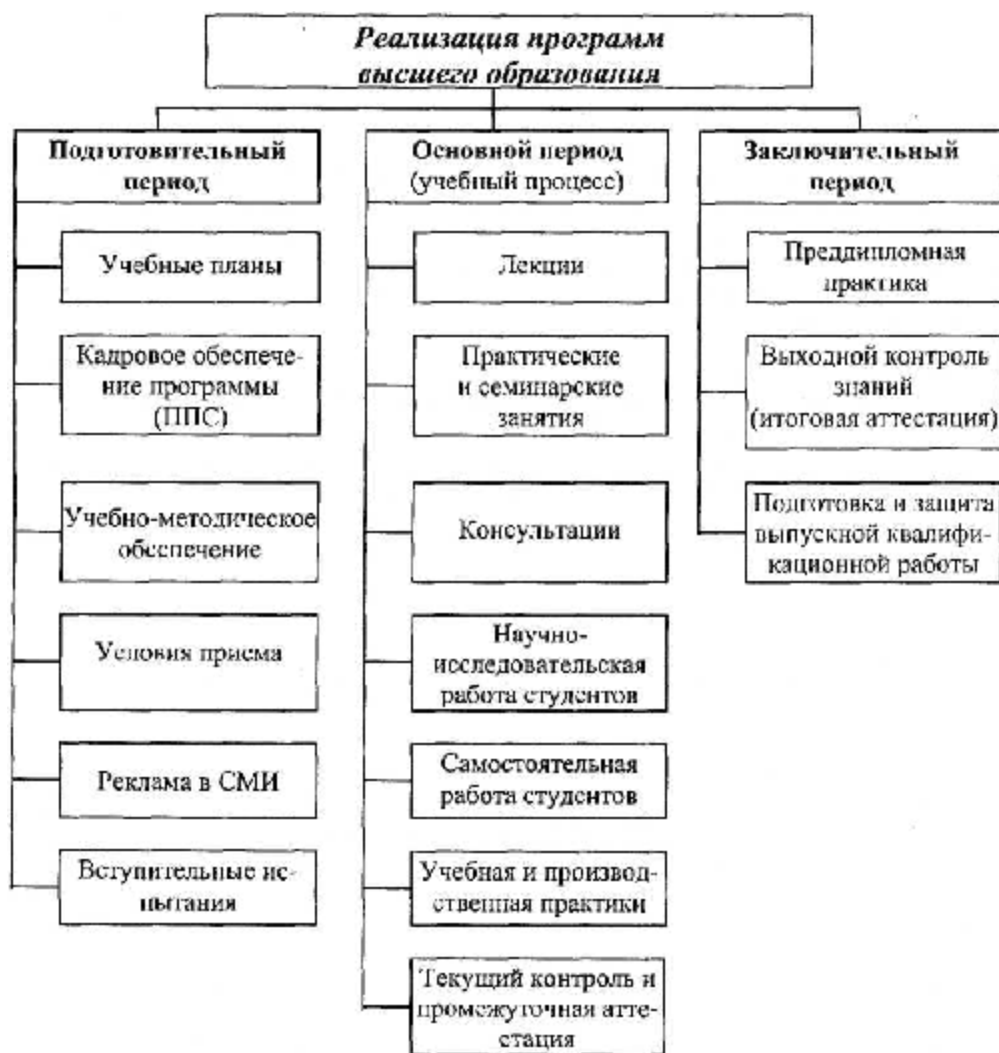 Реализация программ
высшего образования
Подготовительный
период
Учебные планы
Кадровое обеспече-
ние программы
(ППС)
Учебно-методическое
обеспечение
Условия приема
Реклама в СМИ
Вступительные ис-
пытания
Основной период
(учебный процесс)
Лекции
Практические
и семинарские
занятия
Консультации
Научно-
исследовательская
работа студентов
Самостоятельная
работа студентов
Учебная и производ-
ственная практики
Текущий контроль и
промежуточная атте-
стация
Заключительный
период
Преддипломная
практика
Выходной контроль
знаний
(итоговая аттестация)
Подготовка и защита
выпускной квалифи-
кационной работы